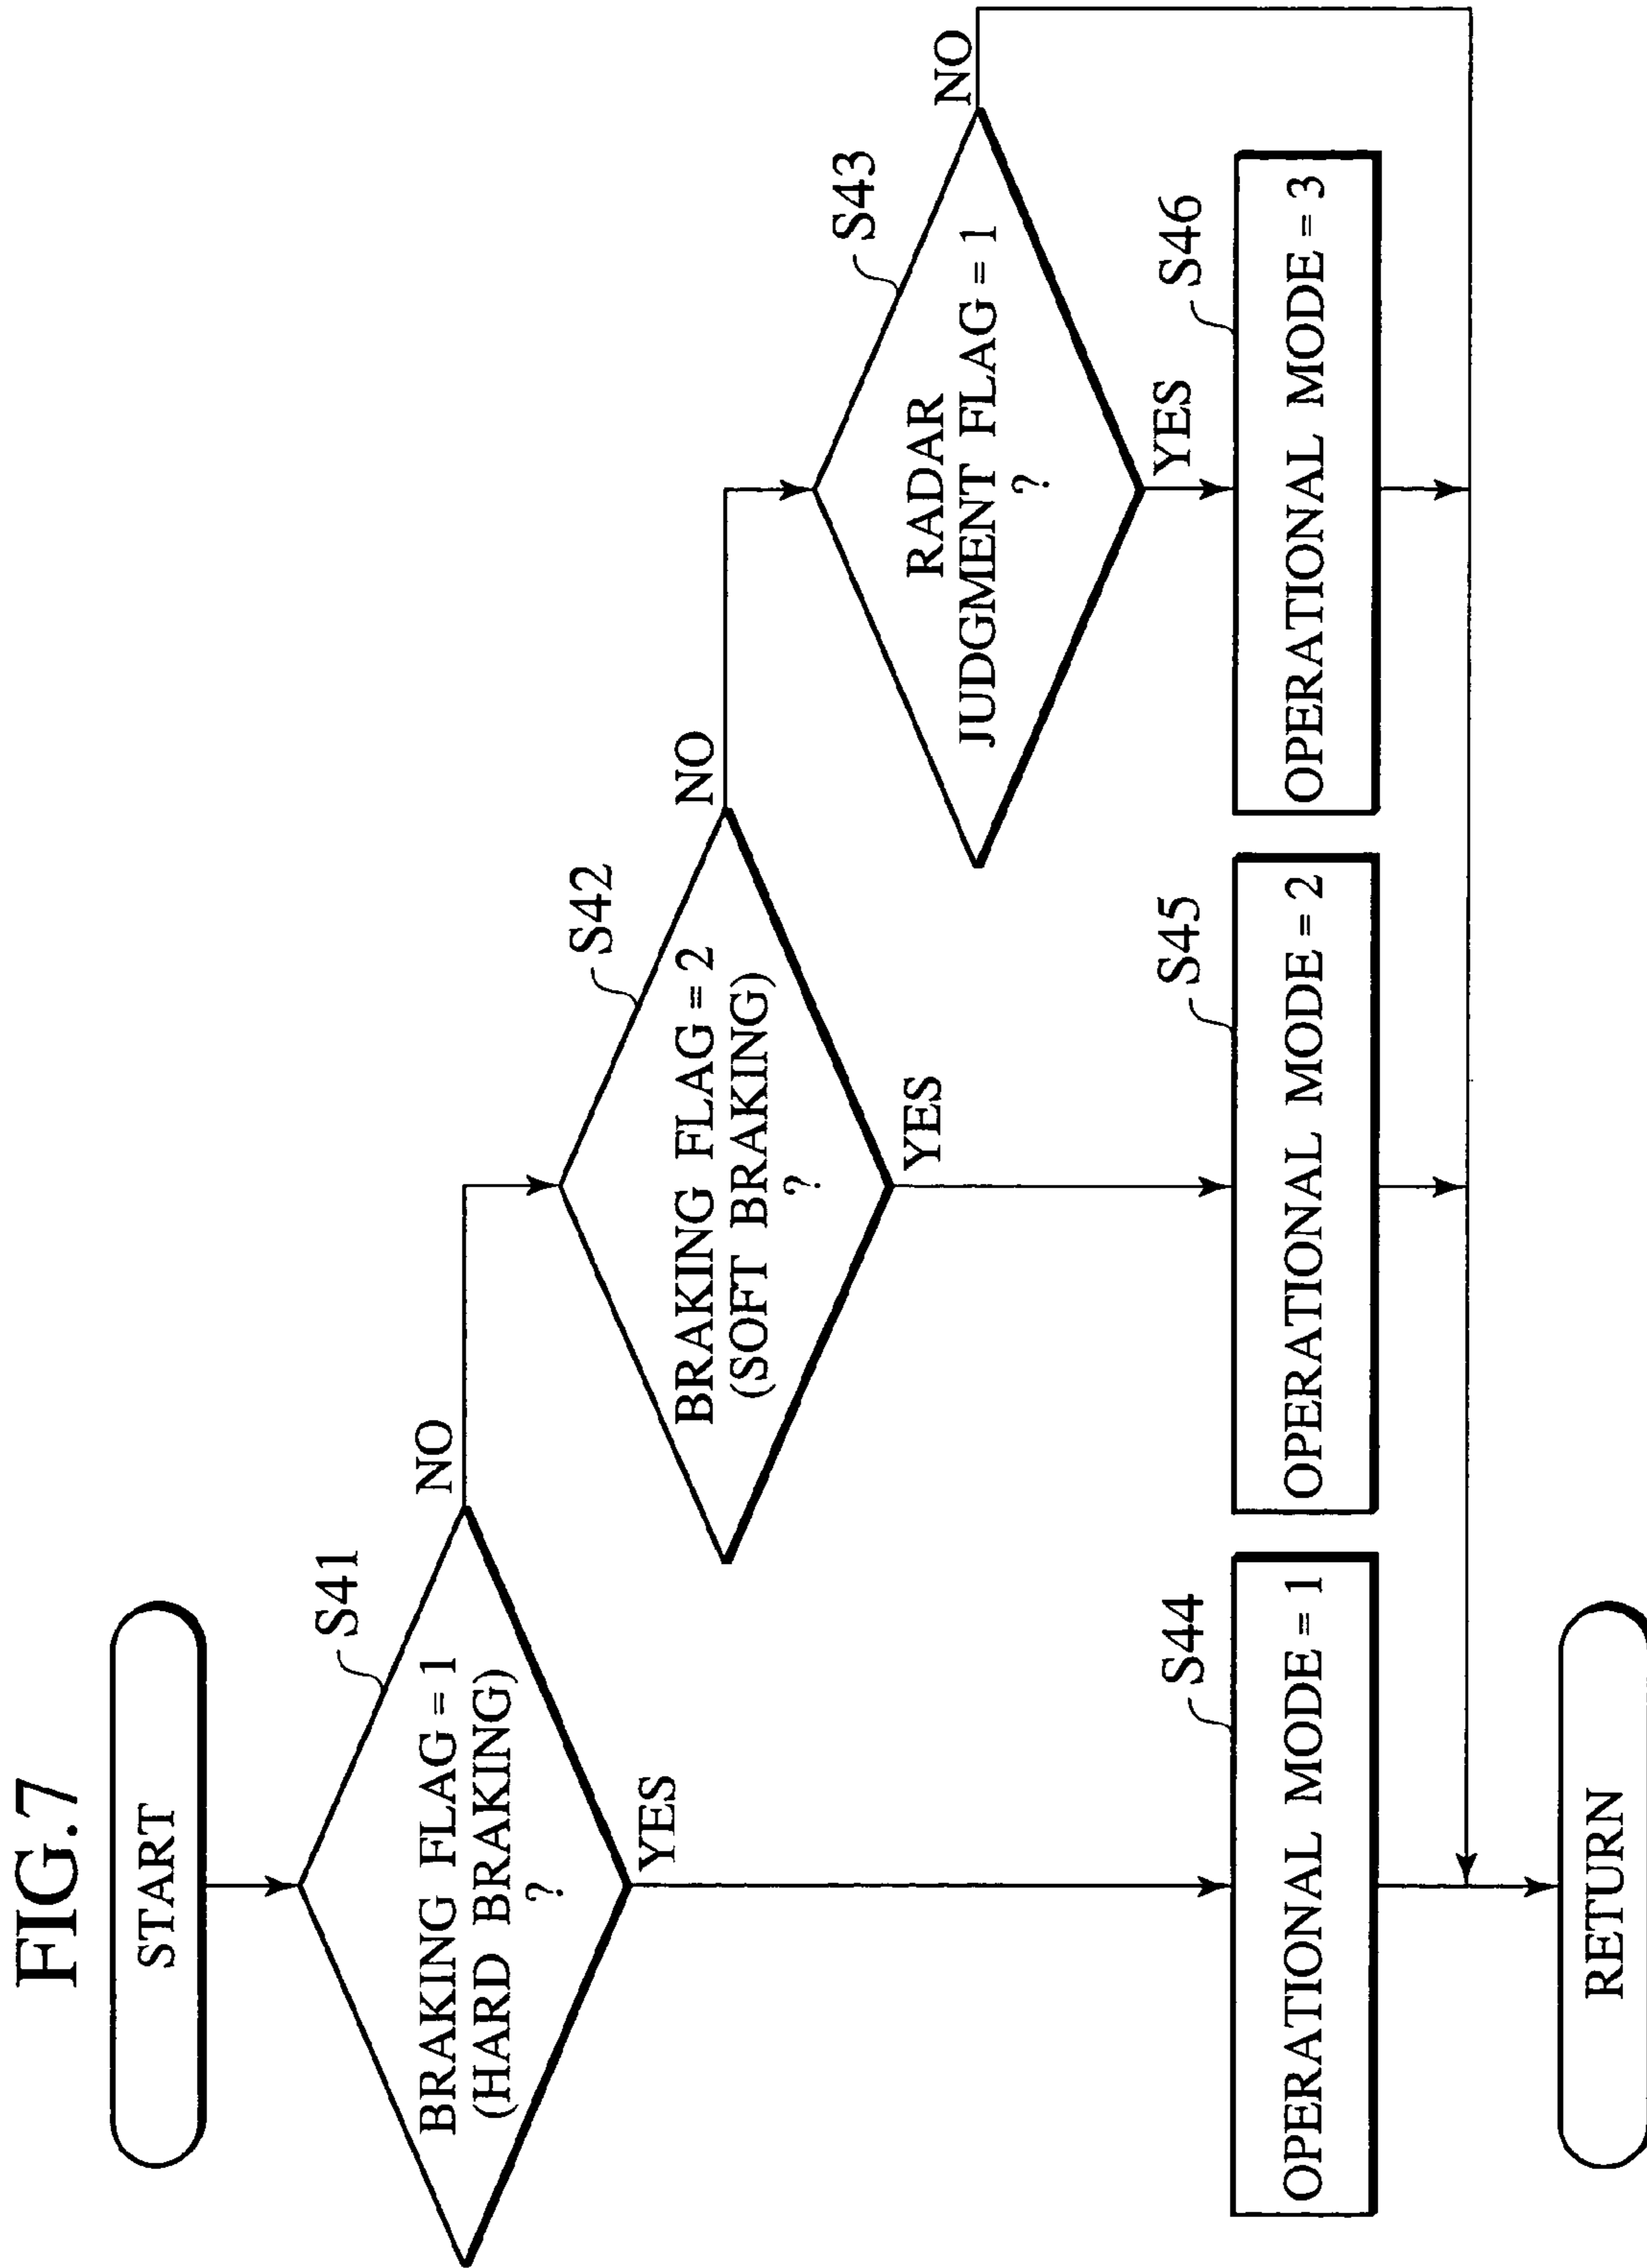 FIG.7
START
S41
BRAKING FLAG = 1
(HARD BRAKING)
?
NO
YES
S42
BRAKING FLAG = 2
(SOFT BRAKING)
?
NO
YES
S43
RADAR
JUDGMENT FLAG = 1
?
NO
YES
S44
OPERATIONAL MODE = 1
S45
OPERATIONAL MODE = 2
S46
OPERATIONAL MODE = 3
RETURN